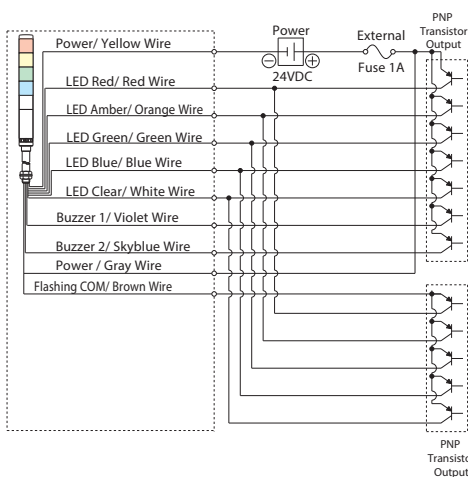 PNP
Transistor
Output
Power
External
Fuse 1A
24VDC
Power/ Yellow Wire
LED Red/ Red Wire
LED Amber/ Orange Wire
LED Green/ Green Wire
LED Blue/ Blue Wire
LED Clear/ White Wire
Buzzer 1/ Violet Wire
Buzzer 2/ Skyblue Wire
Power / Gray Wire
Flashing COM/ Brown Wire
PNP
Transisto
Output